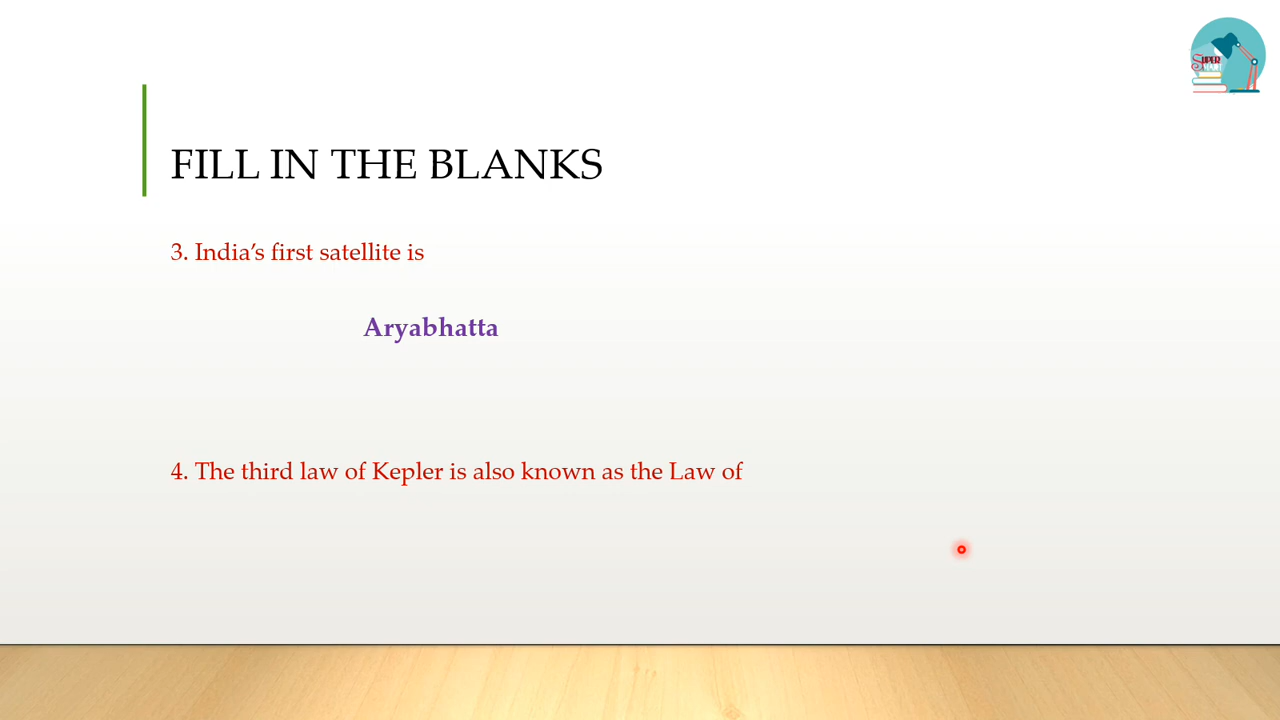 SUPER
FILL IN THE BLANKS
3. India’s first satellite is
Aryabhatta
4. The third law of Kepler is also known as the Law of